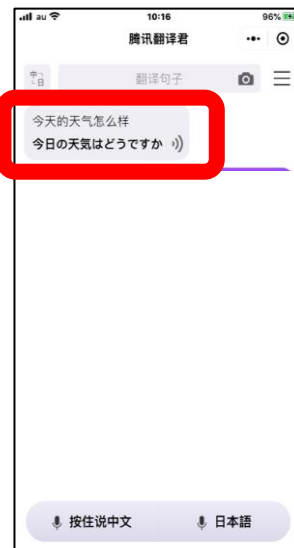 au
10:16
96%
腾讯翻译君
中
日
翻译句子
今天的天气怎么样
今日の天気はどうですか
按住说中文
日本語